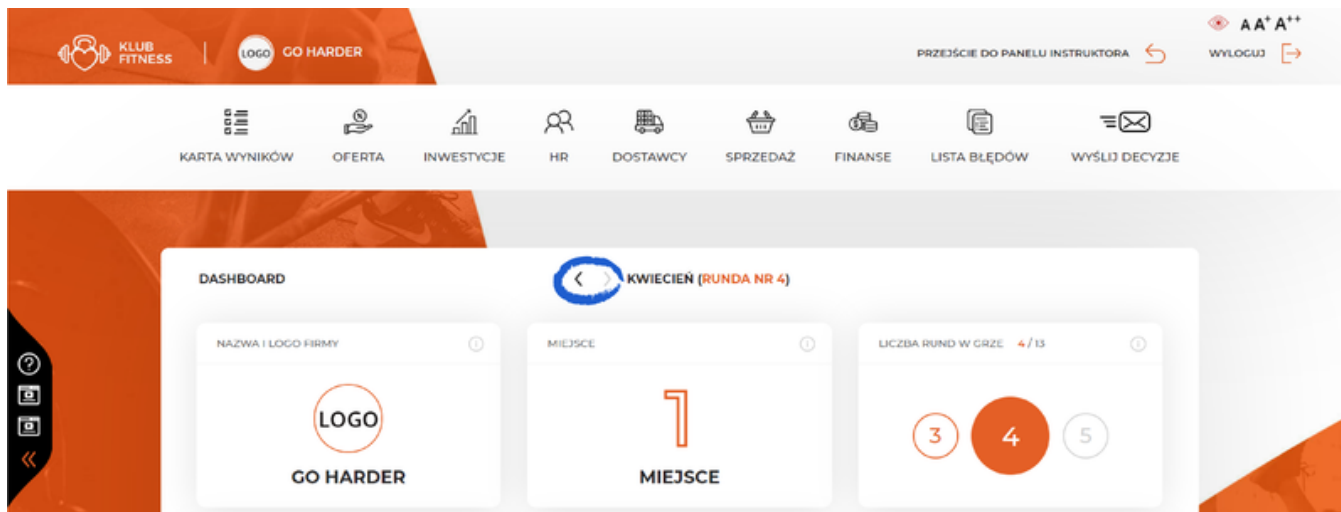 A A+ A++
KLUB
FITNESS
LOGO GO HARDER
PRZEJŚCIE DO PANELU INSTRUKTORA
WYLOGUJ
KARTA WYNIKÓW OFERTA INWESTYCJE HR DOSTAWCY SPRZEDAŻ FINANSE LISTA BŁĘDÓW WYŚLIJ DECYZJE
DASHBOARD
KWIECIEŃ (RUNDA NR 4)
NAZWA I LOGO FIRMY
LOGO
GO HARDER
MIEJSCE
1
MIEJSCE
LICZBA RUND W GRZE 4 / 13
3 4 5